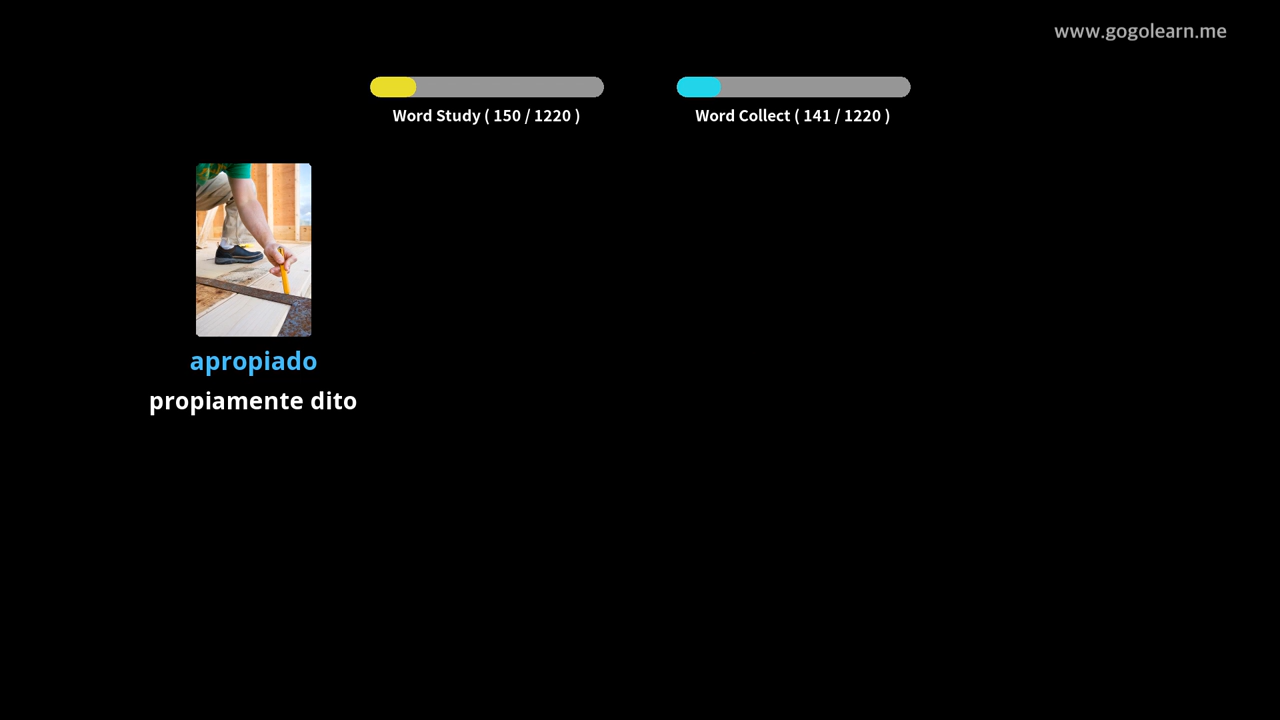 www.gogolearn.me
Word Study ( 150 / 1220 )
Word Collect ( 141 / 1220 )
apropiado
propiamente dito